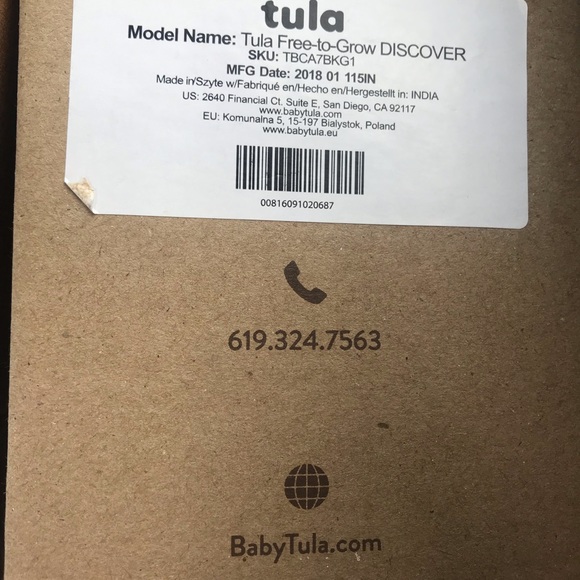 tula
Model Name: Tula Free-to-Grow DISCOVER
SKU: TBCA7BKG1
MFG Date: 2018 01 115IN
Made in/Szyte w/Fabriqué en/Hecho en/Hergestellt in: INDIA
US: 2640 Financial Ct. Suite E, San Diego, CA 92117
www.babytula.com
EU: Komunalna 5, 15-197 Bialystok, Poland
www.babytula.eu
00816091020687
619.324.7563
BabyTula.com